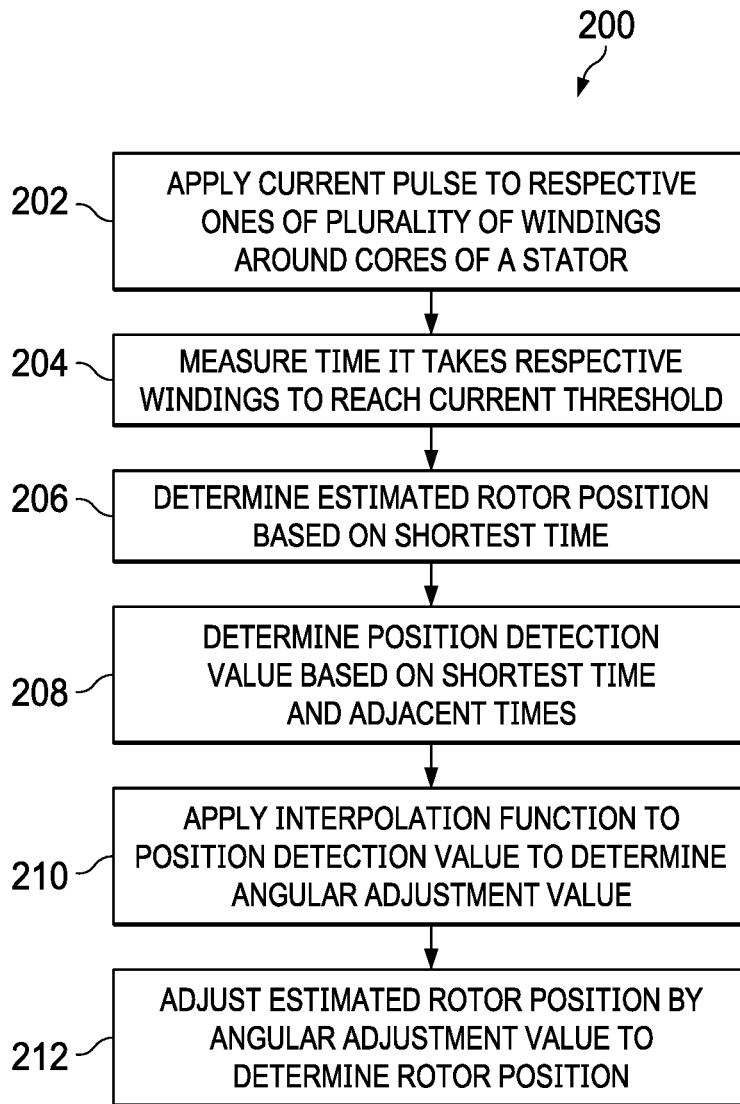 200
202
APPLY CURRENT PULSE TO RESPECTIVE
ONES OF PLURALITY OF WINDINGS
AROUND CORES OF A STATOR
204
MEASURE TIME IT TAKES RESPECTIVE
WINDINGS TO REACH CURRENT THRESHOLD
206
DETERMINE ESTIMATED ROTOR POSITION
BASED ON SHORTEST TIME
208
DETERMINE POSITION DETECTION
VALUE BASED ON SHORTEST TIME
AND ADJACENT TIMES
210
APPLY INTERPOLATION FUNCTION TO
POSITION DETECTION VALUE TO DETERMINE
ANGULAR ADJUSTMENT VALUE
212
ADJUST ESTIMATED ROTOR POSITION BY
ANGULAR ADJUSTMENT VALUE TO
DETERMINE ROTOR POSITION